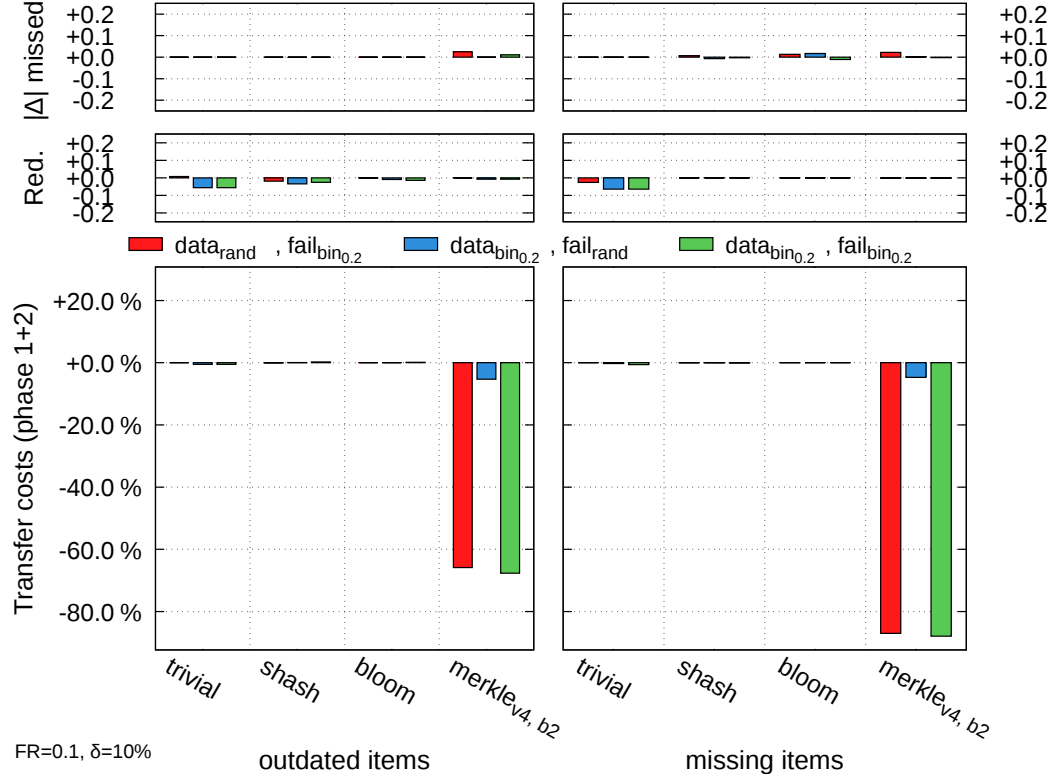 |Δ| missed
+0.2
+0.1
+0.0
-0.1
-0.2
+0.2
+0.1
+0.0
-0.1
-0.2
Red.
+0.2
+0.1
+0.0
-0.1
-0.2
+0.2
+0.1
+0.0
-0.1
-0.2
data_rand , fail_bin_0.2
data_bin_0.2 , fail_rand
data_bin_0.2 , fail_bin_0.2
Transfer costs (phase 1+2)
+20.0 %
+0.0 %
-20.0 %
-40.0 %
-60.0 %
-80.0 %
trivial
shash
bloom
merkle_v4, b2
trivial
shash
bloom
merkle_v4, b2
FR=0.1, δ=10%
outdated items
missing items